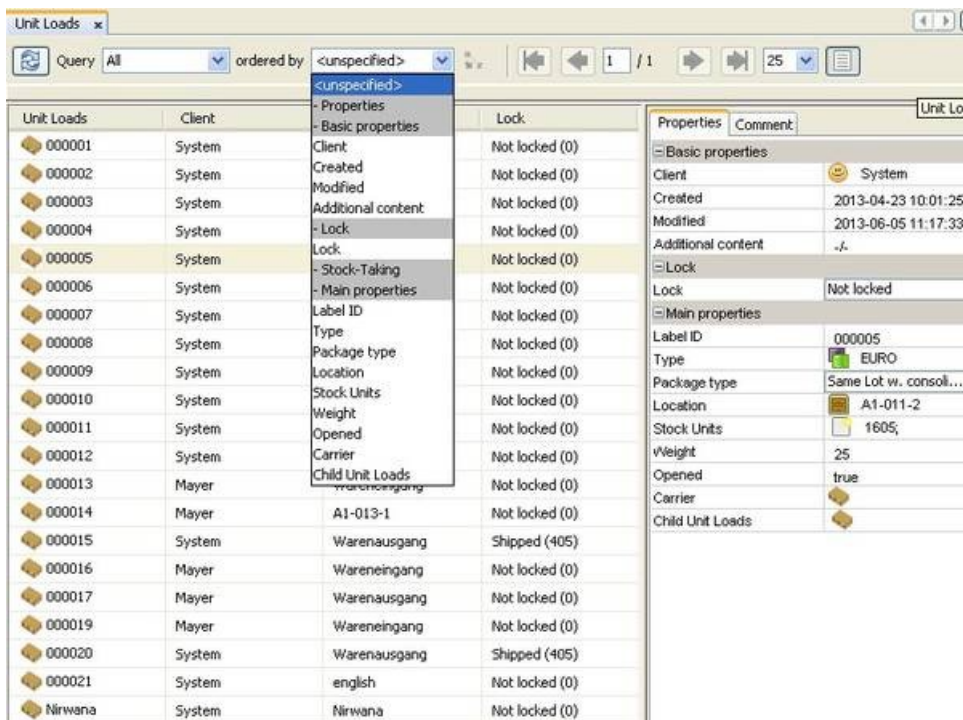 Unit Loads x
Query All ordered by <unspecified> 1 / 1 25
<unspecified>
- Properties
- Basic properties
Client
Created
Modified
Additional content
- Lock
Lock
- Stock-Taking
- Main properties
Label ID
Type
Package type
Location
Stock Units
Weight
Opened
Carrier
Child Unit Loads
Unit Loads Client Lock
000001 System Not locked (0)
000002 System Not locked (0)
000003 System Not locked (0)
000004 System Not locked (0)
000005 System Not locked (0)
000006 System Not locked (0)
000007 System Not locked (0)
000008 System Not locked (0)
000009 System Not locked (0)
000010 System Not locked (0)
000011 System Not locked (0)
000012 System Not locked (0)
000013 Mayer Not locked (0)
000014 Mayer A1-013-1 Not locked (0)
000015 System Warenausgang Shipped (405)
000016 Mayer Wareneingang Not locked (0)
000017 Mayer Warenausgang Not locked (0)
000019 Mayer Wareneingang Not locked (0)
000020 System Warenausgang Shipped (405)
000021 System english Not locked (0)
Nirwana System Nirwana Not locked (0)
Unit Lo
Properties Comment
Basic properties
Client System
Created 2013-04-23 10:01:25
Modified 2013-06-05 11:17:33
Additional content -/-
Lock
Lock Not locked
Main properties
Label ID 000005
Type EURO
Package type Same Lot w. consoli...
Location A1-011-2
Stock Units 1605;
Weight 25
Opened true
Carrier
Child Unit Loads